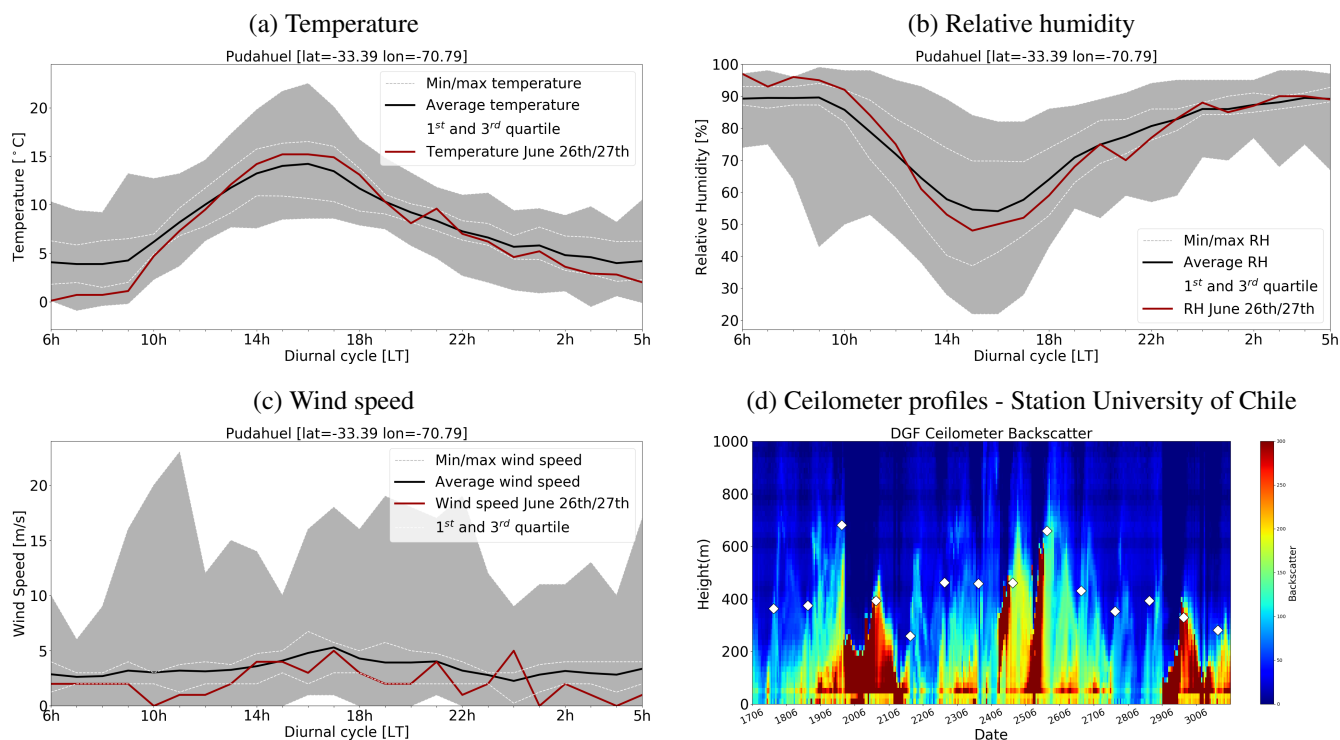 (a) Temperature
Pudahuel [lat=-33.39 lon=-70.79]
Min/max temperature
Average temperature
1st and 3rd quartile
Temperature June 26th/27th
Temperature [°C]
20
15
10
5
0
6h 10h 14h 18h 22h 2h 5h
Diurnal cycle [LT]
(b) Relative humidity
Pudahuel [lat=-33.39 lon=-70.79]
Relative Humidity [%]
100
90
80
70
60
50
40
30
20
Min/max RH
Average RH
1st and 3rd quartile
RH June 26th/27th
6h 10h 14h 18h 22h 2h 5h
Diurnal cycle [LT]
(c) Wind speed
Pudahuel [lat=-33.39 lon=-70.79]
Min/max wind speed
Average wind speed
Wind speed June 26th/27th
1st and 3rd quartile
Wind Speed [m/s]
20
15
10
5
0
6h 10h 14h 18h 22h 2h 5h
Diurnal cycle [LT]
(d) Ceilometer profiles - Station University of Chile
DGF Ceilometer Backscatter
Height(m)
1000
800
600
400
200
0
1706 1806 1906 2006 2106 2206 2306 2406 2506 2606 2706 2806 2906 3006
Date
300
250
200
150
100
50
0
Backscatter